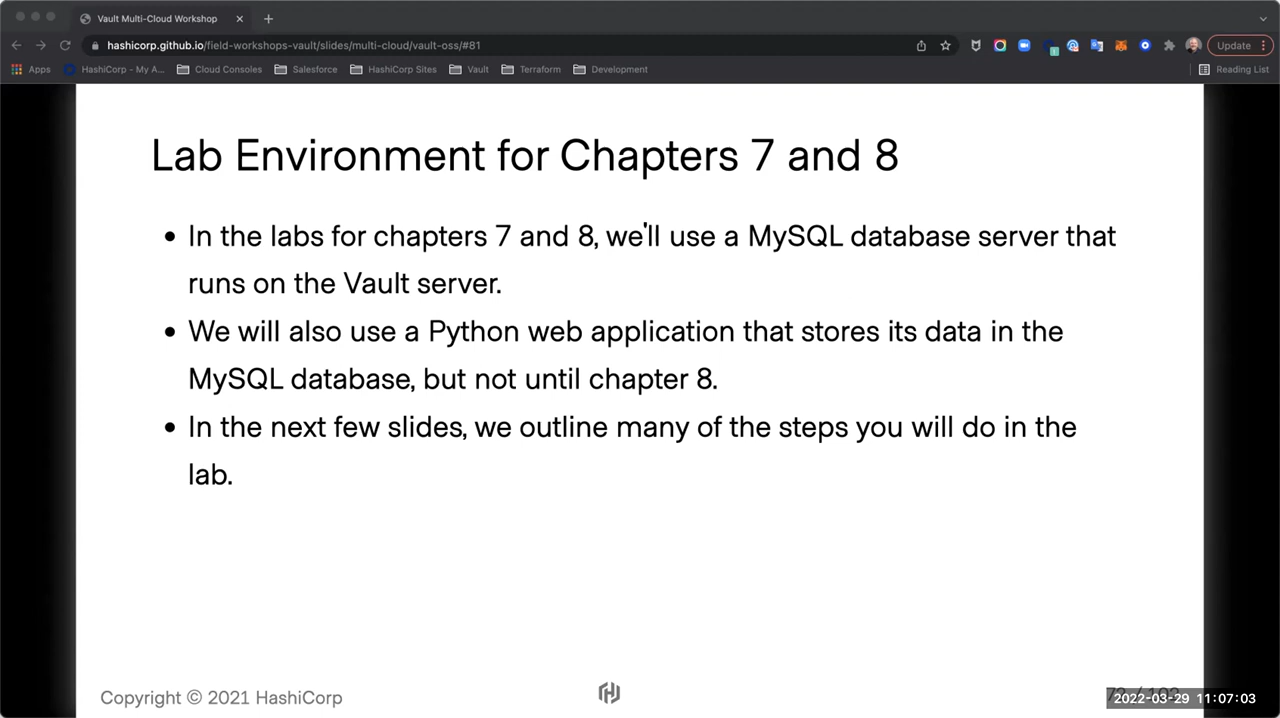 Vault Multi-Cloud Workshop
hashicorp.github.io/field-workshops-vault/slides/multi-cloud/vault-oss/#81
Update
Apps
HashiCorp - My A...
Cloud Consoles
Salesforce
HashiCorp Sites
Vault
Terraform
Development
Reading List
Lab Environment for Chapters 7 and 8
• In the labs for chapters 7 and 8, we'll use a MySQL database server that
runs on the Vault server.
• We will also use a Python web application that stores its data in the
MySQL database, but not until chapter 8.
• In the next few slides, we outline many of the steps you will do in the
lab.
Copyright © 2021 HashiCorp
2022-03-29 11:07:03